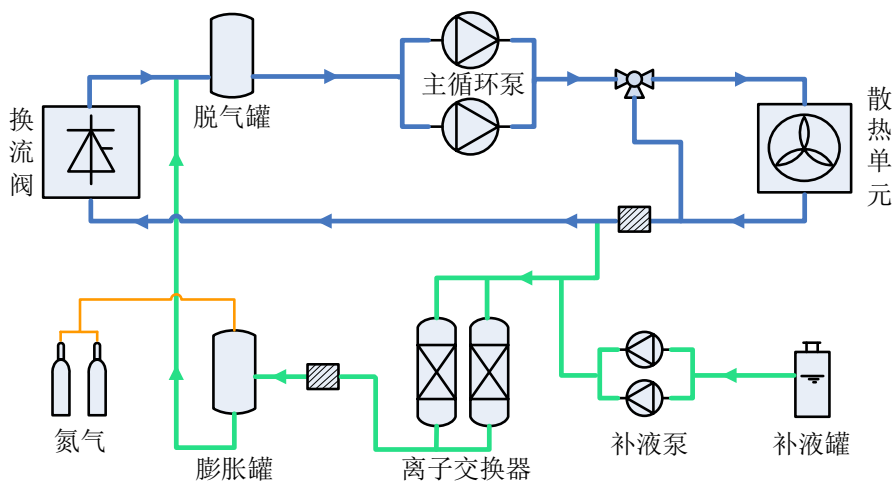 脱气罐
主循环泵
换流阀
散热单元
氮气
膨胀罐
离子交换器
补液泵
补液罐